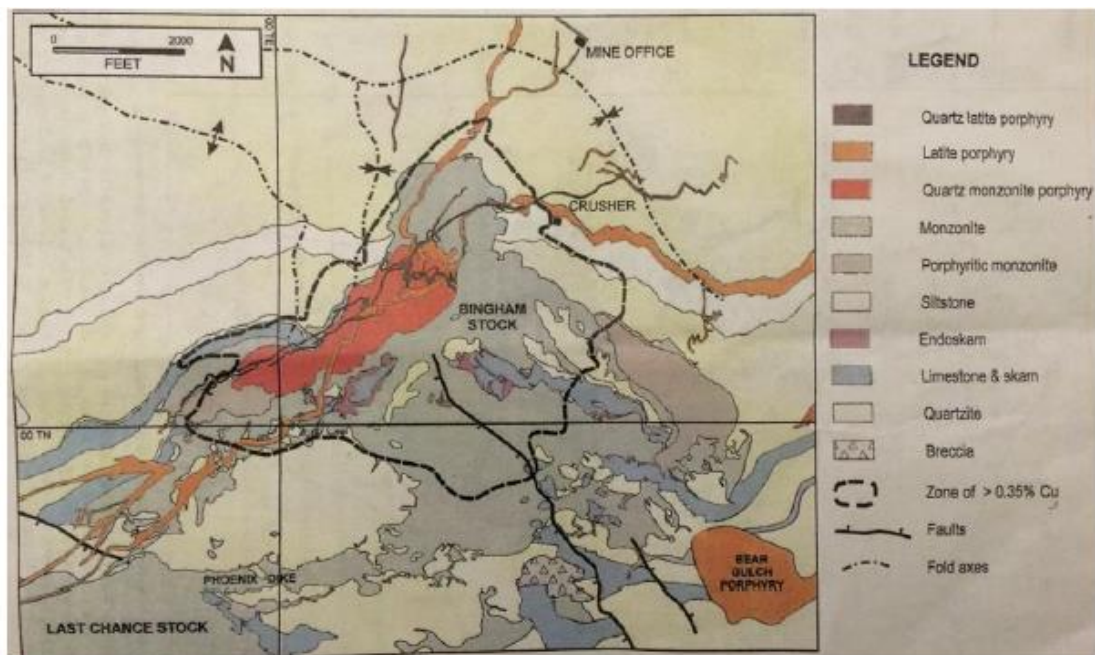 0 2000
FEET
N
00 TE
MINE OFFICE
CRUSHER
BINGHAM
STOCK
00 TN
PHOENIX DIKE
LAST CHANCE STOCK
BEAR
GULCH
PORPHYRY
LEGEND
Quartz latite porphyry
Latite porphyry
Quartz monzonite porphyry
Monzonite
Porphyritic monzonite
Siltstone
Endoskarn
Limestone & skarn
Quartzite
Breccia
Zone of > 0.35% Cu
Faults
Fold axes